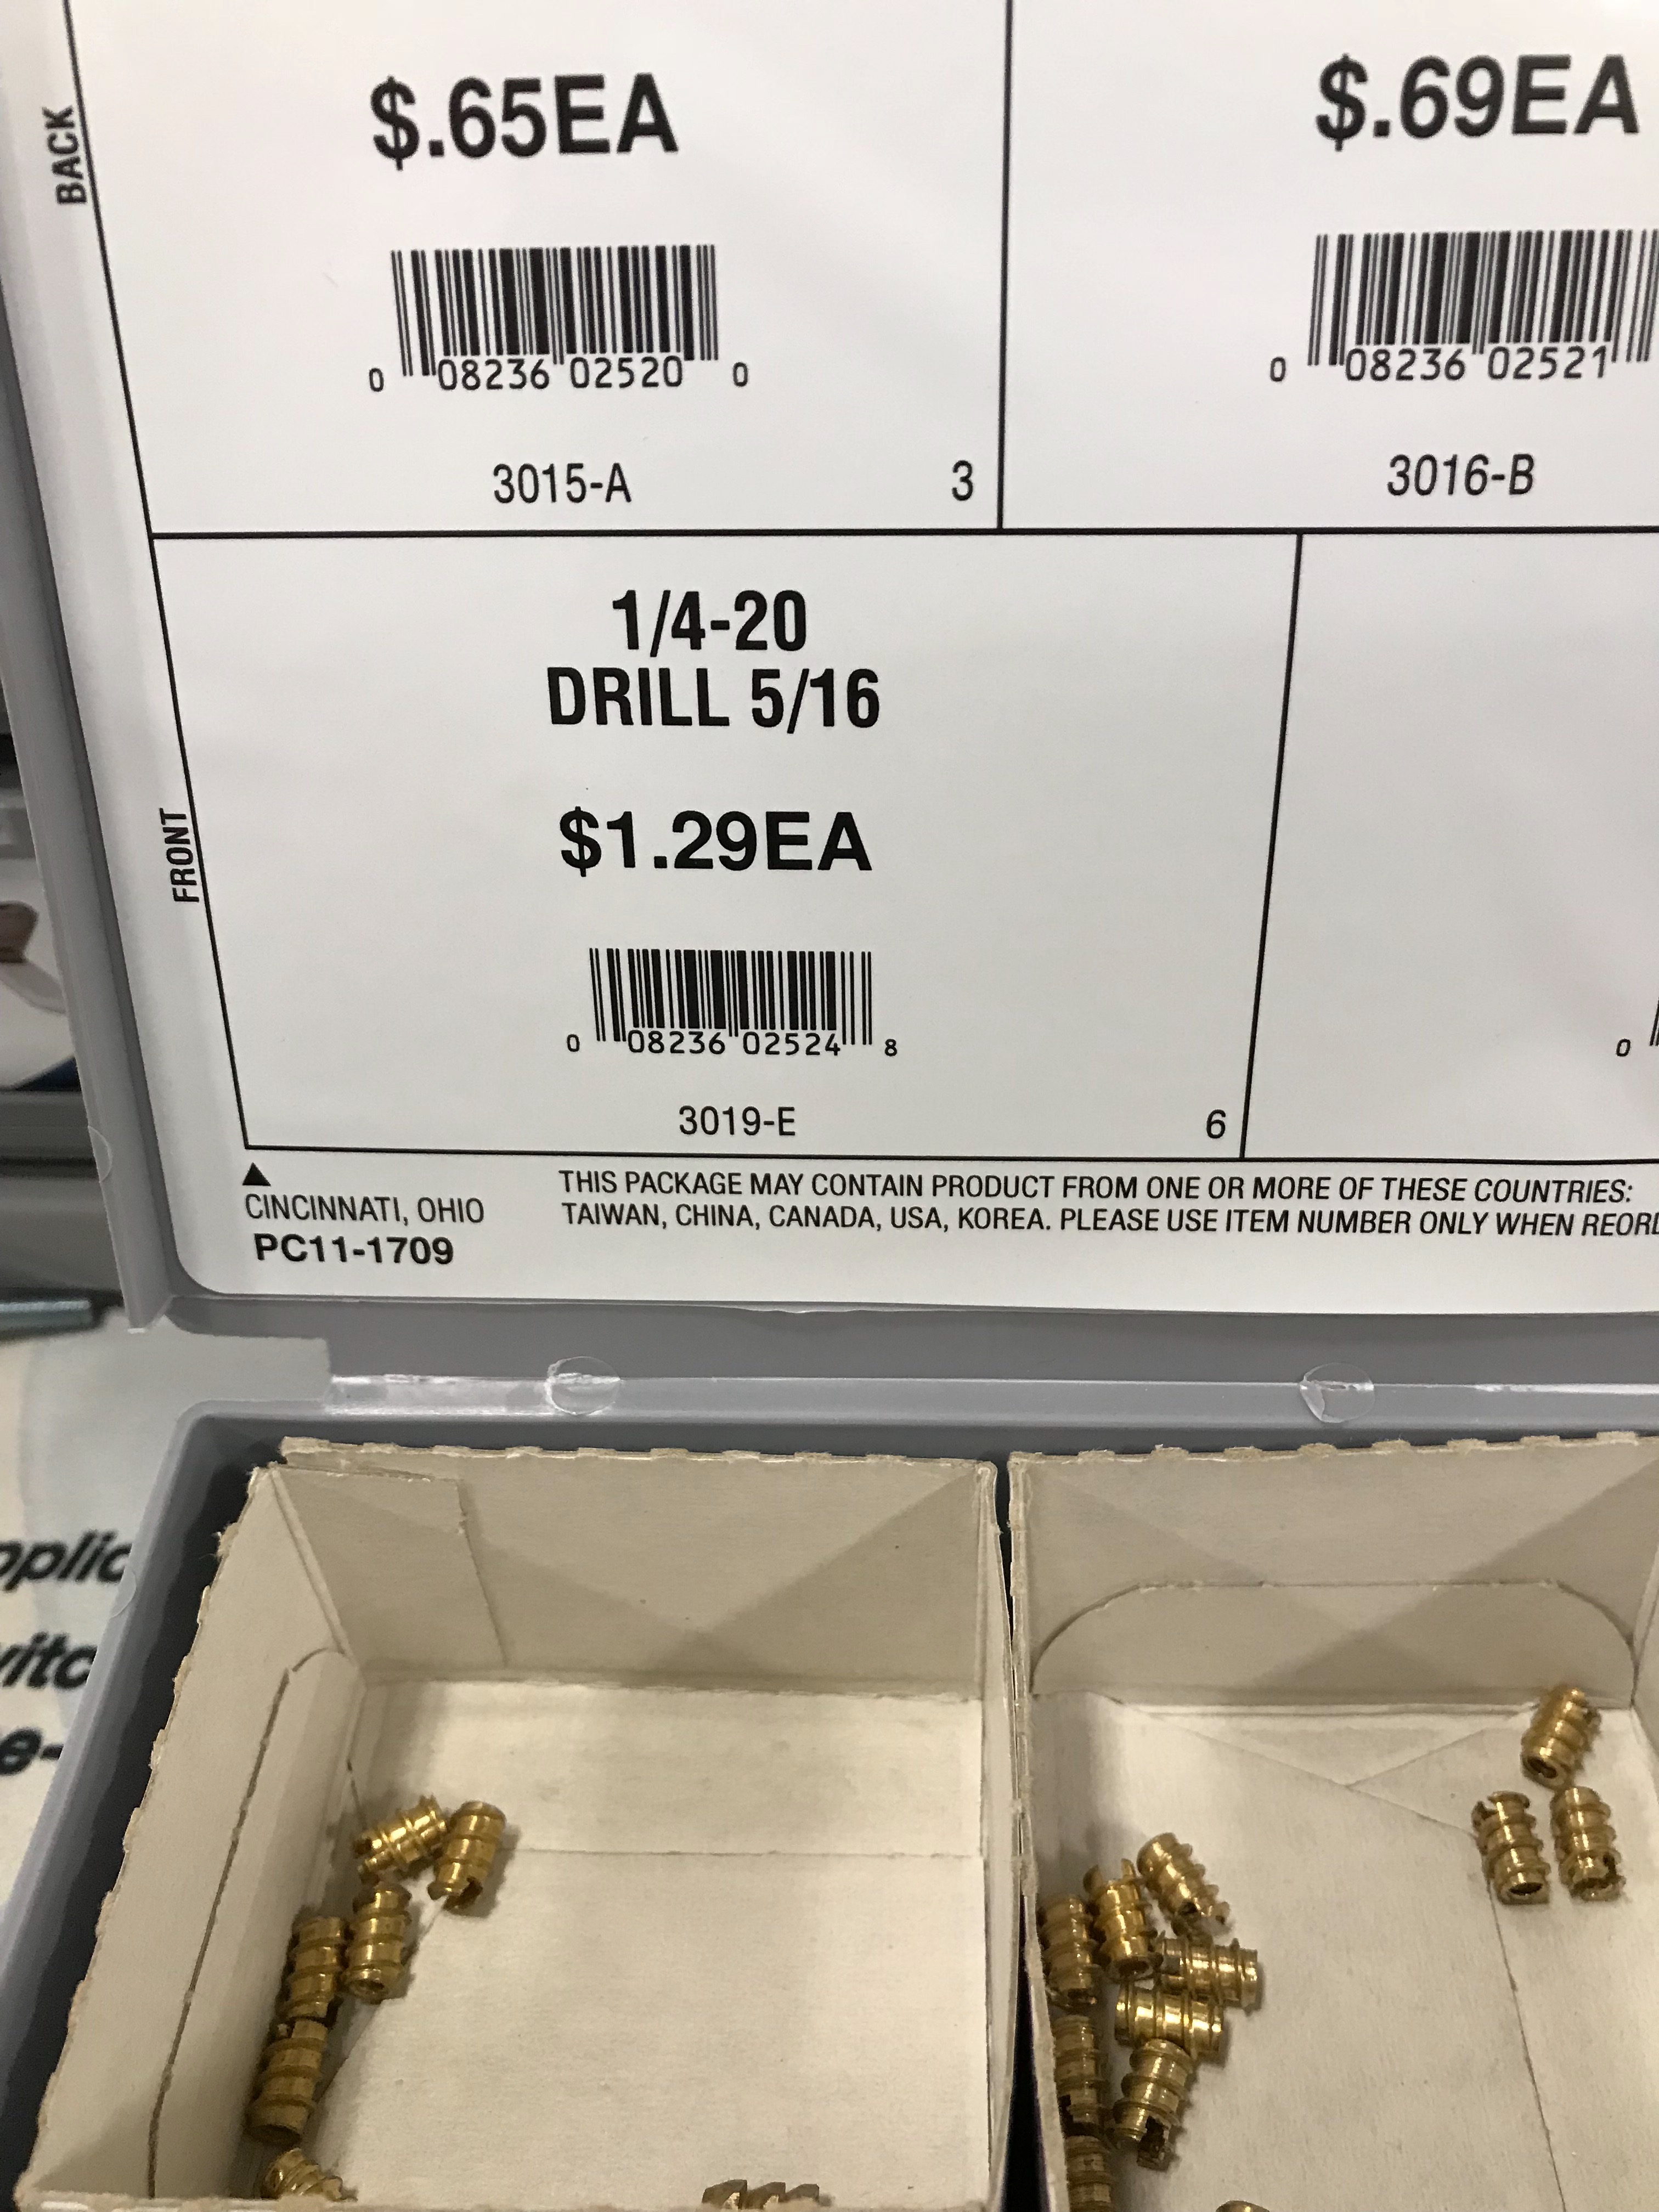 BACK
$.65EA
$.69EA
0 08236 02520 0
0 08236 02521
3015-A
3
3016-B
FRONT
1/4-20
DRILL 5/16
$1.29EA
0 08236 02524 8
0
3019-E
6
CINCINNATI, OHIO
PC11-1709
THIS PACKAGE MAY CONTAIN PRODUCT FROM ONE OR MORE OF THESE COUNTRIES:
TAIWAN, CHINA, CANADA, USA, KOREA. PLEASE USE ITEM NUMBER ONLY WHEN